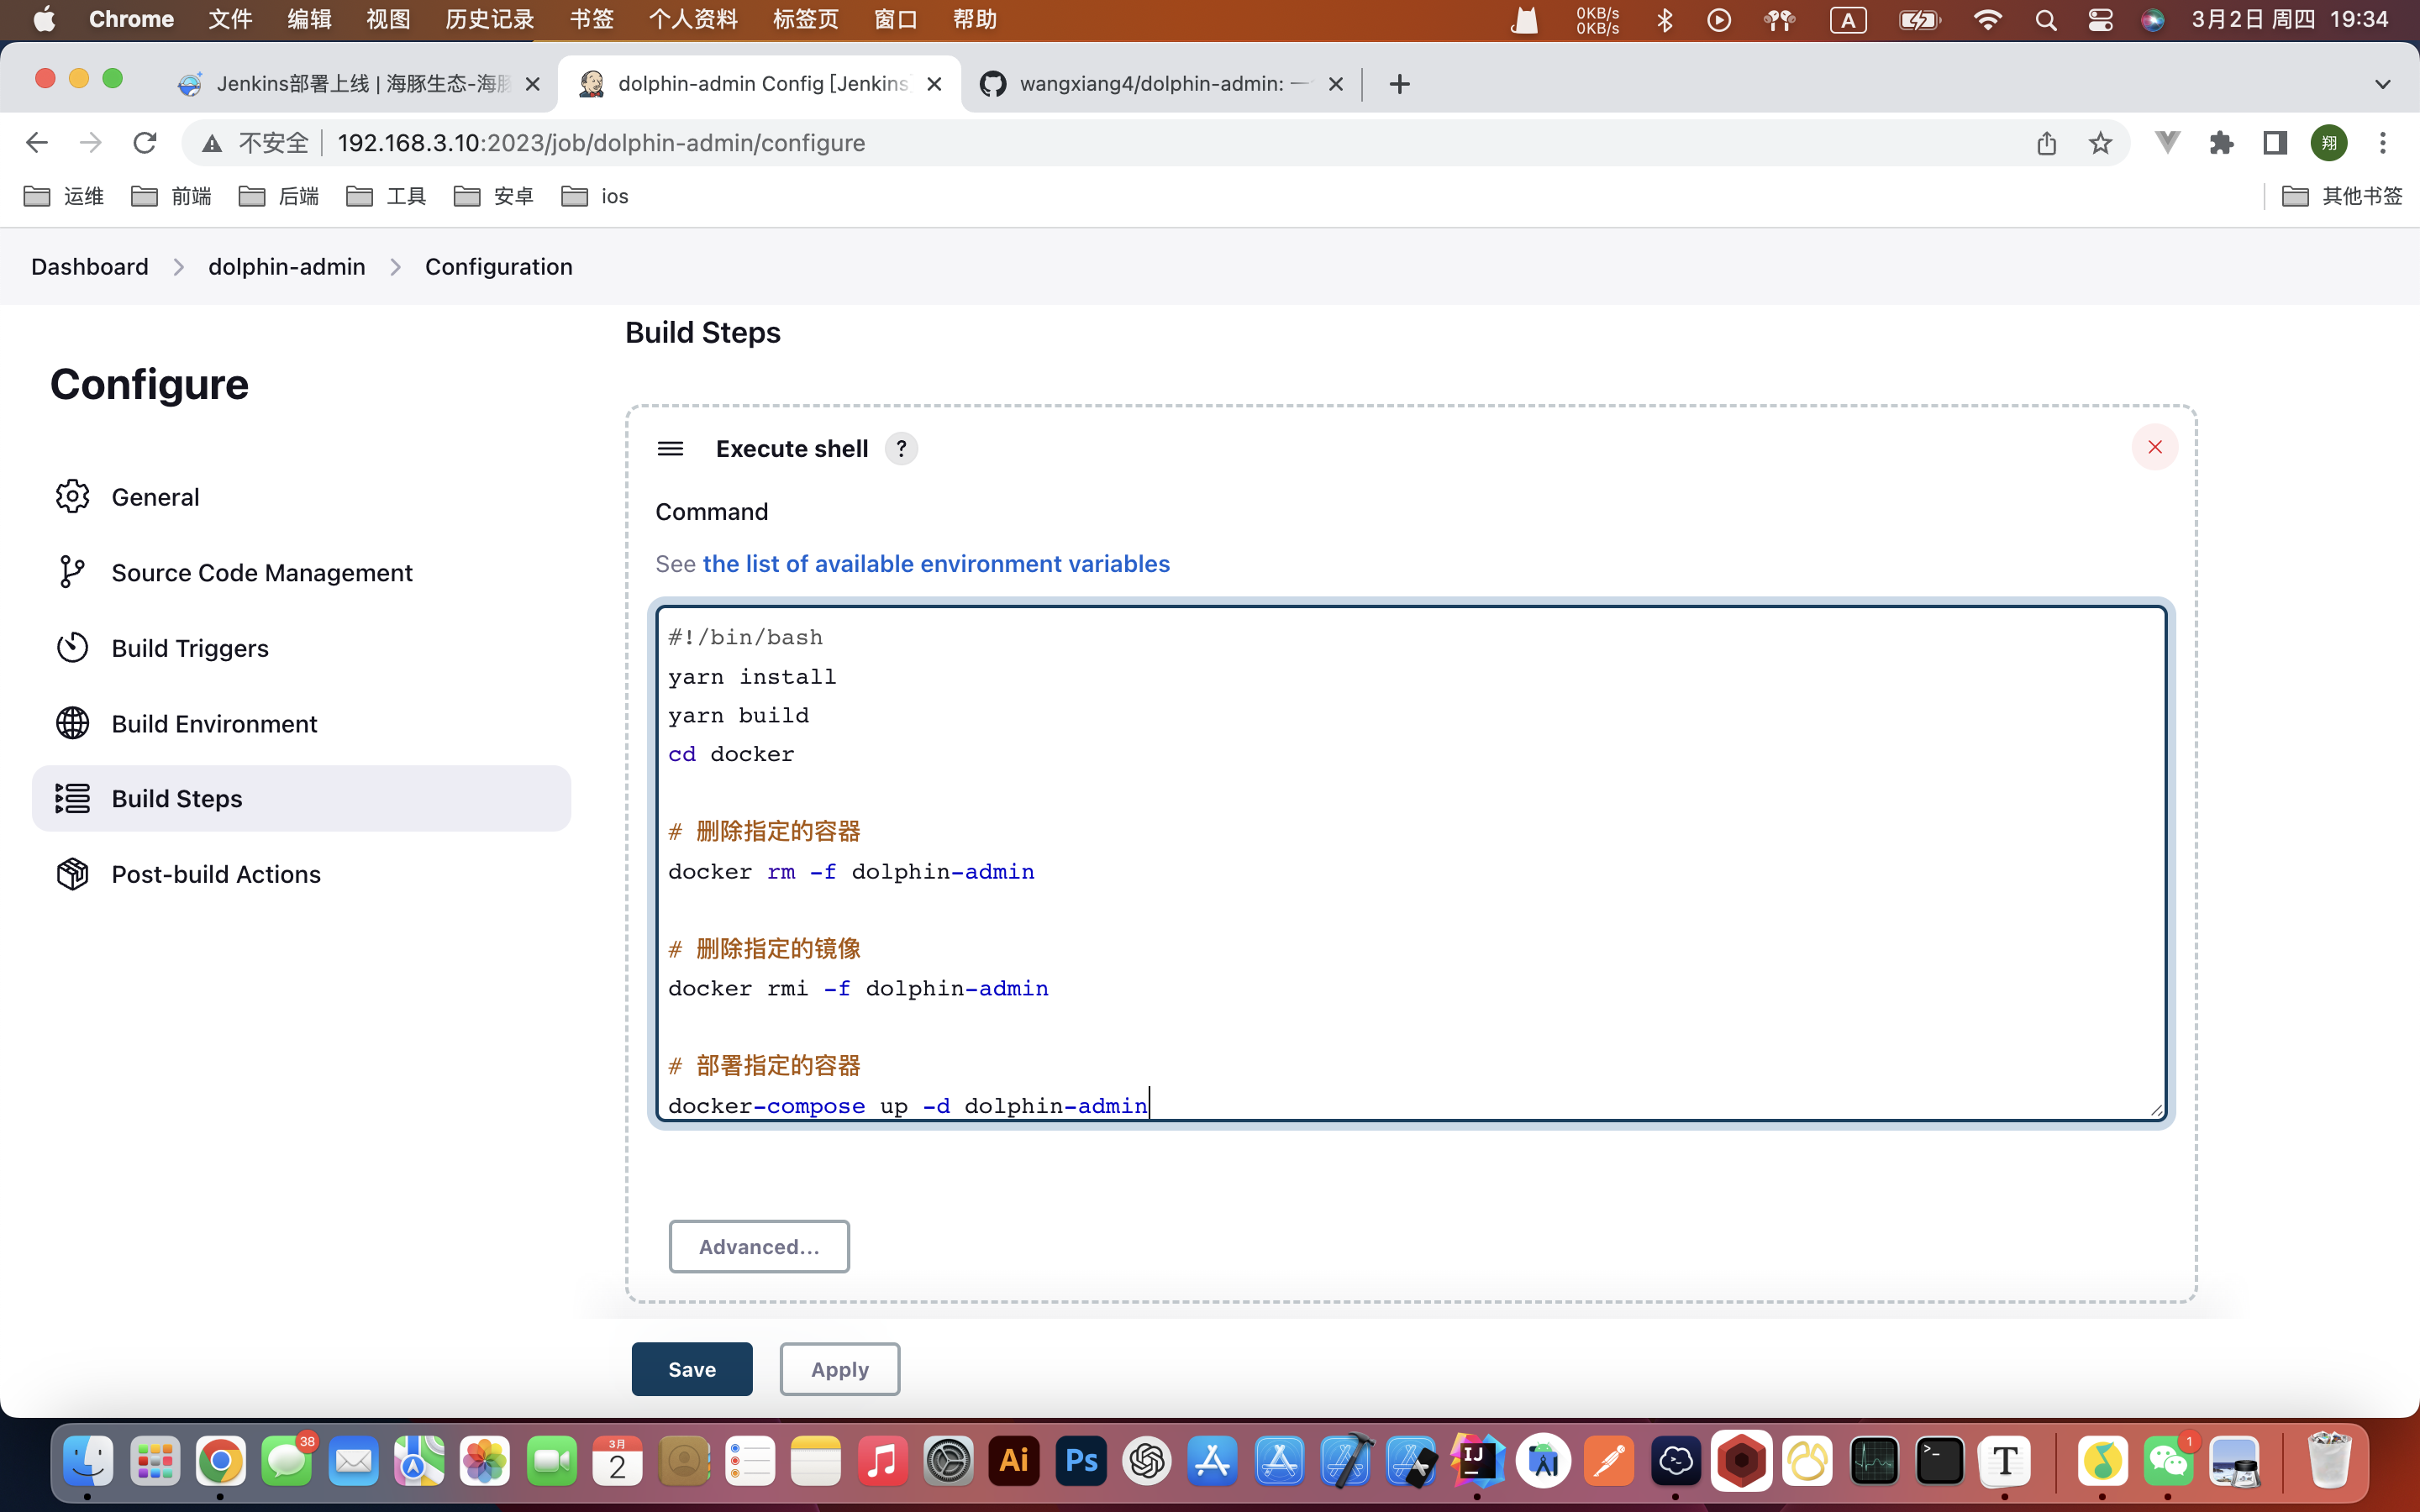 Chrome 文件 编辑 视图 历史记录 书签 个人资料 标签页 窗口 帮助 0KB/s 0KB/s A 3月2日 周四 19:34
Jenkins部署上线 | 海豚生态-海豚 dolphin-admin Config [Jenkins] wangxiang4/dolphin-admin: 一
不安全 192.168.3.10:2023/job/dolphin-admin/configure 翔
运维 前端 后端 工具 安卓 ios 其他书签
Dashboard dolphin-admin Configuration
Build Steps
Configure
Execute shell ?
General
Command
Source Code Management
See the list of available environment variables
Build Triggers
#!/bin/bash
yarn install
yarn build
Build Environment
cd docker
Build Steps
# 删除指定的容器
docker rm -f dolphin-admin
Post-build Actions
# 删除指定的镜像
docker rmi -f dolphin-admin
# 部署指定的容器
docker-compose up -d dolphin-admin
Advanced...
Save Apply
38 3月 2 Ai Ps IJ T 1